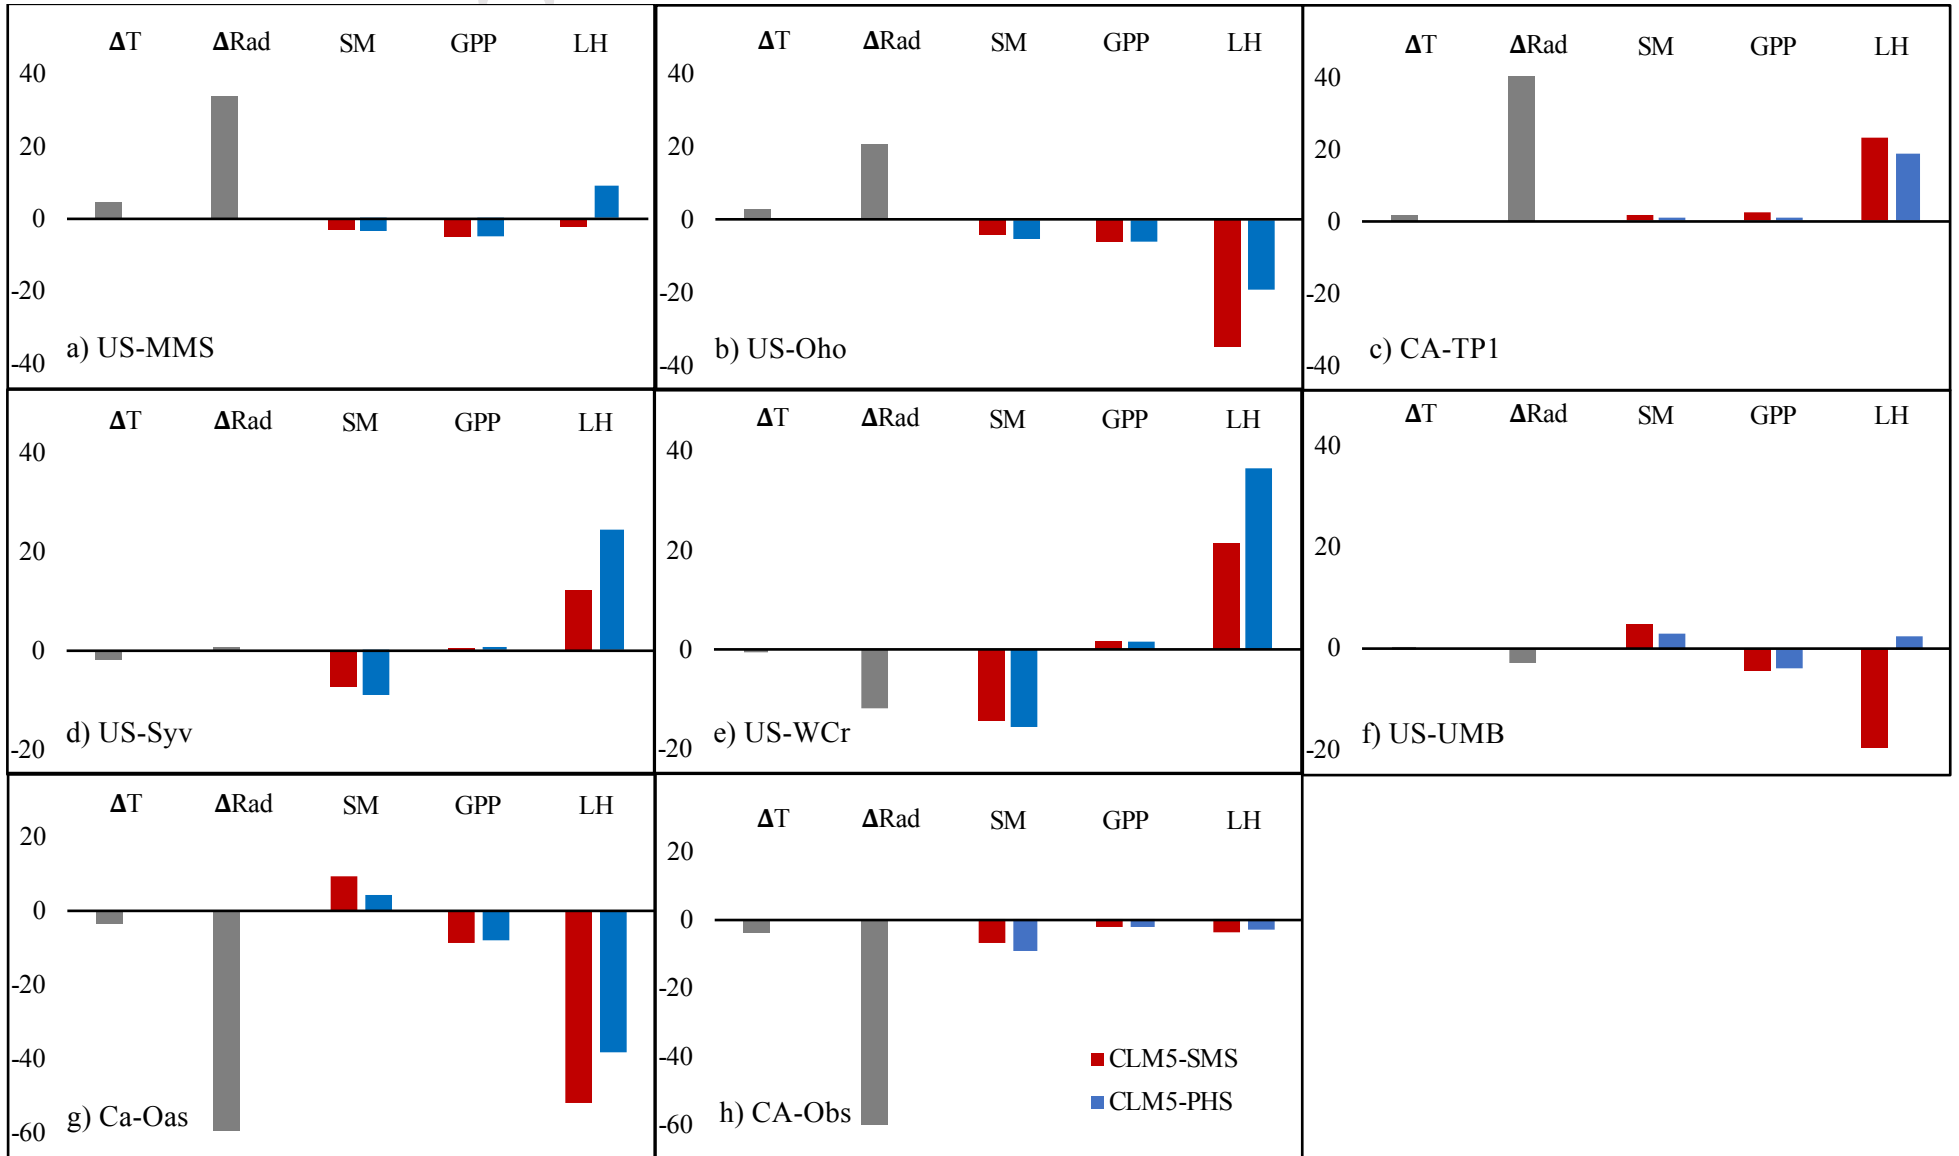 ΔT ΔRad SM GPP LH
40
20
0
-20
-40
a) US-MMS
ΔT ΔRad SM GPP LH
40
20
0
-20
-40
b) US-Oho
ΔT ΔRad SM GPP LH
40
20
0
-20
-40
c) CA-TP1
ΔT ΔRad SM GPP LH
40
20
0
-20
d) US-Syv
ΔT ΔRad SM GPP LH
40
20
0
-20
e) US-WCr
ΔT ΔRad SM GPP LH
40
20
0
-20
f) US-UMB
ΔT ΔRad SM GPP LH
20
0
-20
-40
-60
g) Ca-Oas
ΔT ΔRad SM GPP LH
20
0
-20
-40
-60
h) CA-Obs
CLM5-SMS
CLM5-PHS